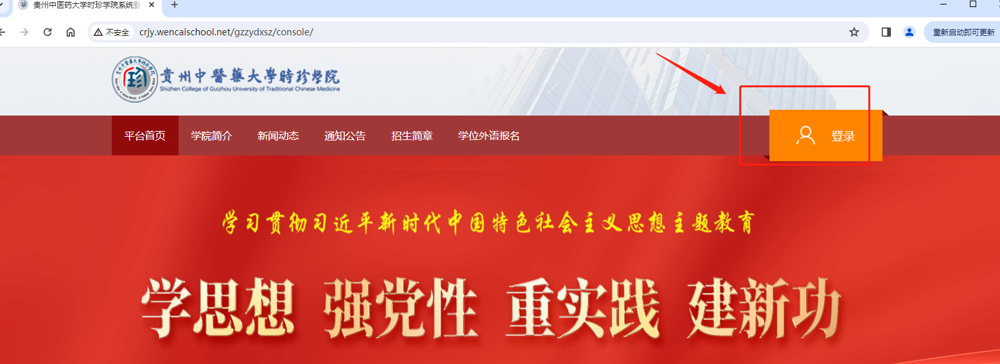 贵州中医药大学时珍学院系统登
不安全
crjy.wencaischool.net/gzzydxsz/console/
重新启动即可更新
貴州中醫藥大學時珍學院
Shizhen College of Guizhou University of Traditional Chinese Medicine
平台首页 学院简介 新闻动态 通知公告 招生简章 学位外语报名 登录
学习贯彻习近平新时代中国特色社会主义思想主题教育
学思想 强党性 重实践 建新功